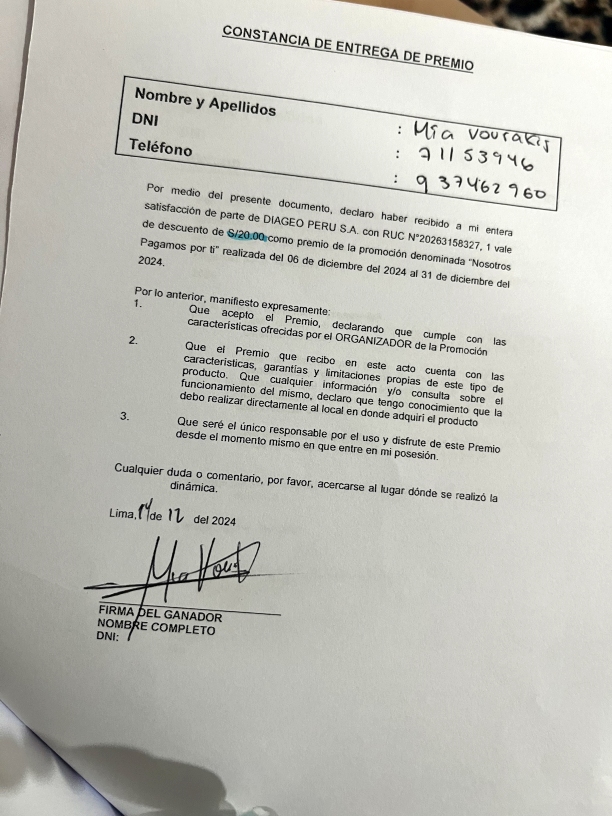 CONSTANCIA DE ENTREGA DE PREMIO
Nombre y Apellidos : Mia Vourakis
DNI : 71153946
Teléfono : 937462960
Por medio del presente documento, declaro haber recibido a mi entera
satisfacción de parte de DIAGEO PERU S.A. con RUC N°20263158327, 1 vale
de descuento de S/20.00 como premio de la promoción denominada "Nosotros
Pagamos por ti" realizada del 06 de diciembre del 2024 al 31 de diciembre del
2024.
Por lo anterior, manifiesto expresamente:
1. Que acepto el Premio, declarando que cumple con las
características ofrecidas por el ORGANIZADOR de la Promoción
2. Que el Premio que recibo en este acto cuenta con las
características, garantías y limitaciones propias de este tipo de
producto. Que cualquier información y/o consulta sobre el
funcionamiento del mismo, declaro que tengo conocimiento que la
debo realizar directamente al local en donde adquirí el producto
3. Que seré el único responsable por el uso y disfrute de este Premio
desde el momento mismo en que entre en mi posesión.
Cualquier duda o comentario, por favor, acercarse al lugar dónde se realizó la
dinámica.
Lima, 14 de 12 del 2024
Mia Vour
FIRMA DEL GANADOR
NOMBRE COMPLETO
DNI: